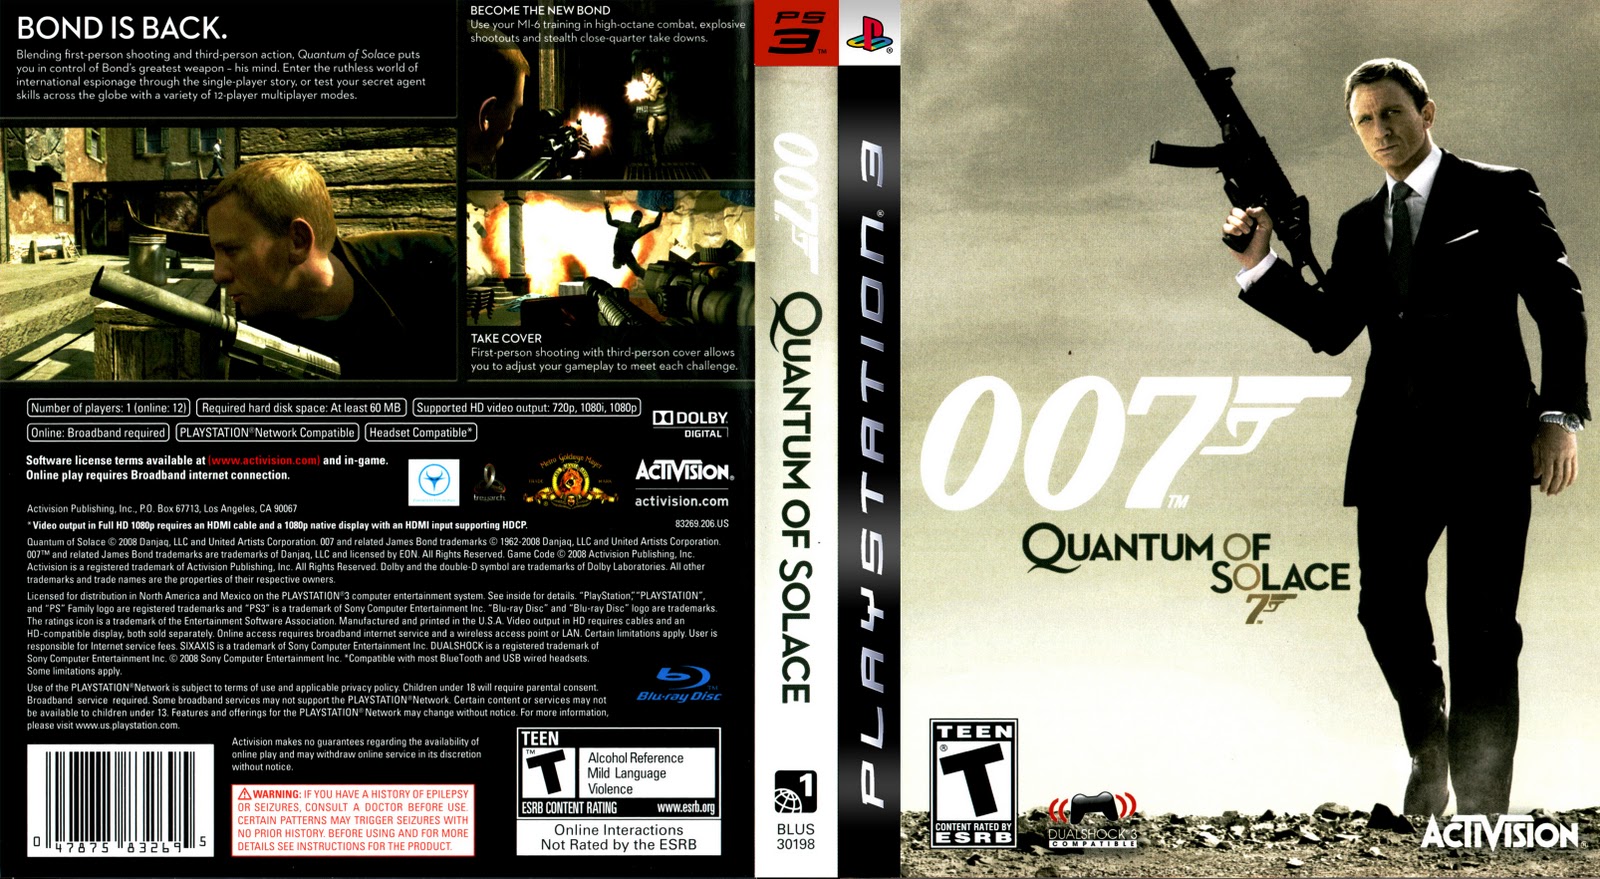 BOND IS BACK.
Blending first-person shooting and third-person action, Quantum of Solace puts
you in control of Bond's greatest weapon – his mind. Enter the ruthless world of
international espionage through the single-player story, or test your secret agent
skills across the globe with a variety of 12-player multiplayer modes.
BECOME THE NEW BOND
Use your MI-6 training in high-octane combat, explosive
shootouts and stealth close-quarter take downs.
TAKE COVER
First-person shooting with third-person cover allows
you to adjust your gameplay to meet each challenge.
Number of players: 1 (online: 12) Required hard disk space: At least 60 MB Supported HD video output: 720p, 1080i, 1080p
Online: Broadband required PLAYSTATION®Network Compatible Headset Compatible*
DOLBY
DIGITAL
Software license terms available at (www.activision.com) and in-game.
Online play requires Broadband internet connection.
treyarch
Metro Goldwyn Mayer
ACTIVISION®
activision.com
Activision Publishing, Inc., P.O. Box 67713, Los Angeles, CA 90067
*Video output in Full HD 1080p requires an HDMI cable and a 1080p native display with an HDMI input supporting HDCP.
83269.206.US
Quantum of Solace © 2008 Danjaq, LLC and United Artists Corporation. 007 and related James Bond trademarks © 1962-2008 Danjaq, LLC and United Artists Corporation.
007™ and related James Bond trademarks are trademarks of Danjaq, LLC and licensed by EON. All Rights Reserved. Game Code © 2008 Activision Publishing, Inc.
Activision is a registered trademark of Activision Publishing, Inc. All Rights Reserved. Dolby and the double-D symbol are trademarks of Dolby Laboratories. All other
trademarks and trade names are the properties of their respective owners.
Licensed for distribution in North America and Mexico on the PLAYSTATION®3 computer entertainment system. See inside for details. "PlayStation," "PLAYSTATION",
and "PS" Family logo are registered trademarks and "PS3" is a trademark of Sony Computer Entertainment Inc. "Blu-ray Disc" and "Blu-ray Disc" logo are trademarks.
The ratings icon is a trademark of the Entertainment Software Association. Manufactured and printed in the U.S.A. Video output in HD requires cables and an
HD-compatible display, both sold separately. Online access requires broadband internet service and a wireless access point or LAN. Certain limitations apply. User is
responsible for Internet service fees. SIXAXIS is a trademark of Sony Computer Entertainment Inc. DUALSHOCK is a registered trademark of
Sony Computer Entertainment Inc. © 2008 Sony Computer Entertainment Inc. *Compatible with most BlueTooth and USB wired headsets.
Some limitations apply.
Use of the PLAYSTATION®Network is subject to terms of use and applicable privacy policy. Children under 18 will require parental consent.
Broadband service required. Some broadband services may not support the PLAYSTATION®Network. Certain content or services may not
be available to children under 13. Features and offerings for the PLAYSTATION®Network may change without notice. For more information,
please visit www.us.playstation.com.
Blu-ray Disc™
Activision makes no guarantees regarding the availability of
online play and may withdraw online service in its discretion
without notice.
WARNING: IF YOU HAVE A HISTORY OF EPILEPSY
OR SEIZURES, CONSULT A DOCTOR BEFORE USE.
CERTAIN PATTERNS MAY TRIGGER SEIZURES WITH
NO PRIOR HISTORY. BEFORE USING AND FOR MORE
DETAILS SEE INSTRUCTIONS FOR THE PRODUCT.
0 47875 83269 5
TEEN
T™
Alcohol Reference
Mild Language
Violence
ESRB CONTENT RATING www.esrb.org
Online Interactions
Not Rated by the ESRB
PS3™
007
QUANTUM OF SOLACE
1
BLUS
30198
PLAYSTATION®3
007™
QUANTUM OF
SOLACE
7
TEEN
T®
CONTENT RATED BY
ESRB
DUALSHOCK®3
COMPATIBLE
ACTIVISION®